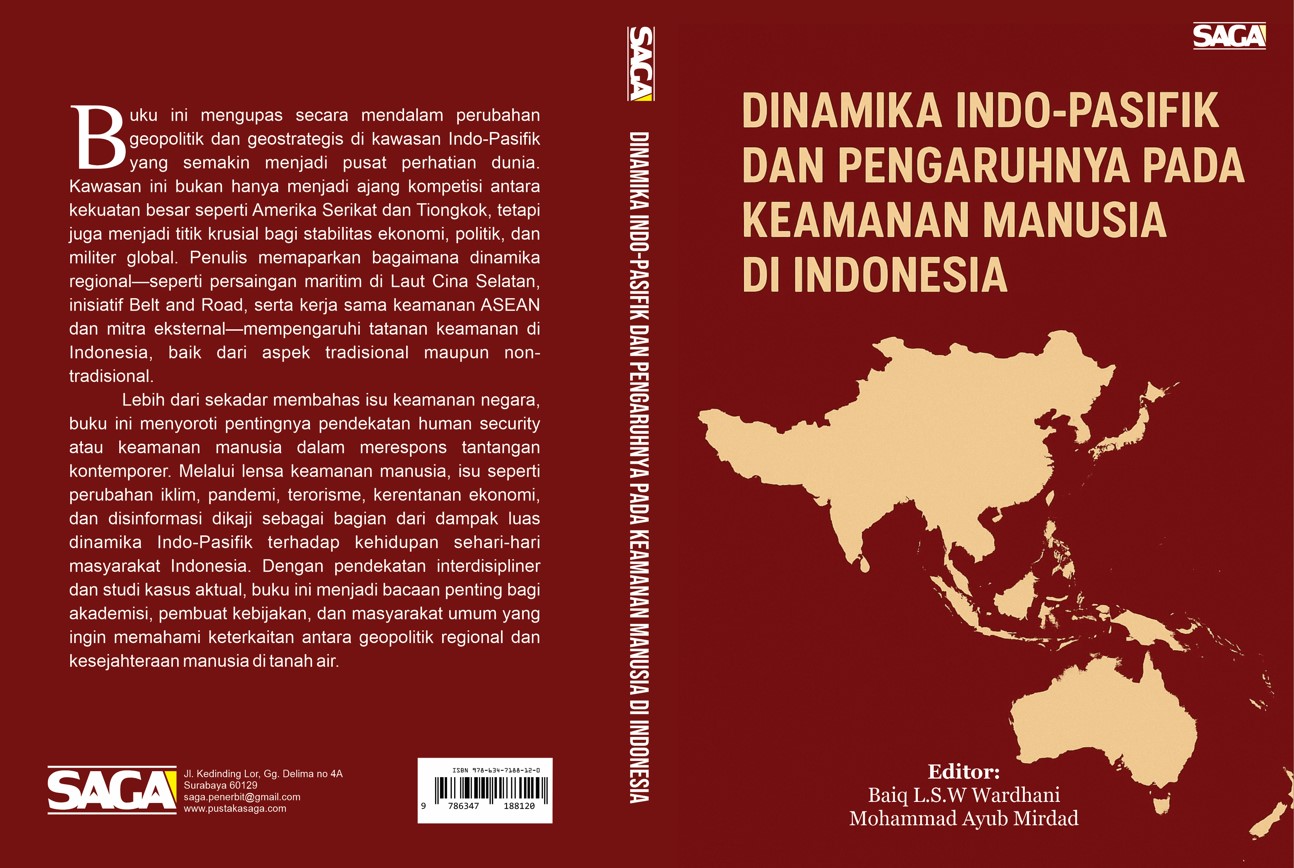 Buku ini mengupas secara mendalam perubahan
geopolitik dan geostrategis di kawasan Indo-Pasifik
yang semakin menjadi pusat perhatian dunia.
Kawasan ini bukan hanya menjadi ajang kompetisi antara
kekuatan besar seperti Amerika Serikat dan Tiongkok, tetapi
juga menjadi titik krusial bagi stabilitas ekonomi, politik, dan
militer global. Penulis memaparkan bagaimana dinamika
regional—seperti persaingan maritim di Laut Cina Selatan,
inisiatif Belt and Road, serta kerja sama keamanan ASEAN
dan mitra eksternal—mempengaruhi tatanan keamanan di
Indonesia, baik dari aspek tradisional maupun non-
tradisional.
Lebih dari sekadar membahas isu keamanan negara,
buku ini menyoroti pentingnya pendekatan human security
atau keamanan manusia dalam merespons tantangan
kontemporer. Melalui lensa keamanan manusia, isu seperti
perubahan iklim, pandemi, terorisme, kerentanan ekonomi,
dan disinformasi dikaji sebagai bagian dari dampak luas
dinamika Indo-Pasifik terhadap kehidupan sehari-hari
masyarakat Indonesia. Dengan pendekatan interdisipliner
dan studi kasus aktual, buku ini menjadi bacaan penting bagi
akademisi, pembuat kebijakan, dan masyarakat umum yang
ingin memahami keterkaitan antara geopolitik regional dan
kesejahteraan manusia di tanah air.
SAGA
Jl. Kedinding Lor, Gg. Delima no 4A
Surabaya 60129
saga.penerbit@gmail.com
www.pustakasaga.com
ISBN 978-634-7188-12-0
9 786347 188120
SAGA
DINAMIKA INDO-PASIFIK DAN PENGARUHNYA PADA KEAMANAN MANUSIA DI INDONESIA
SAGA
DINAMIKA INDO-PASIFIK
DAN PENGARUHNYA PADA
KEAMANAN MANUSIA
DI INDONESIA
Editor:
Baiq L.S.W Wardhani
Mohammad Ayub Mirdad